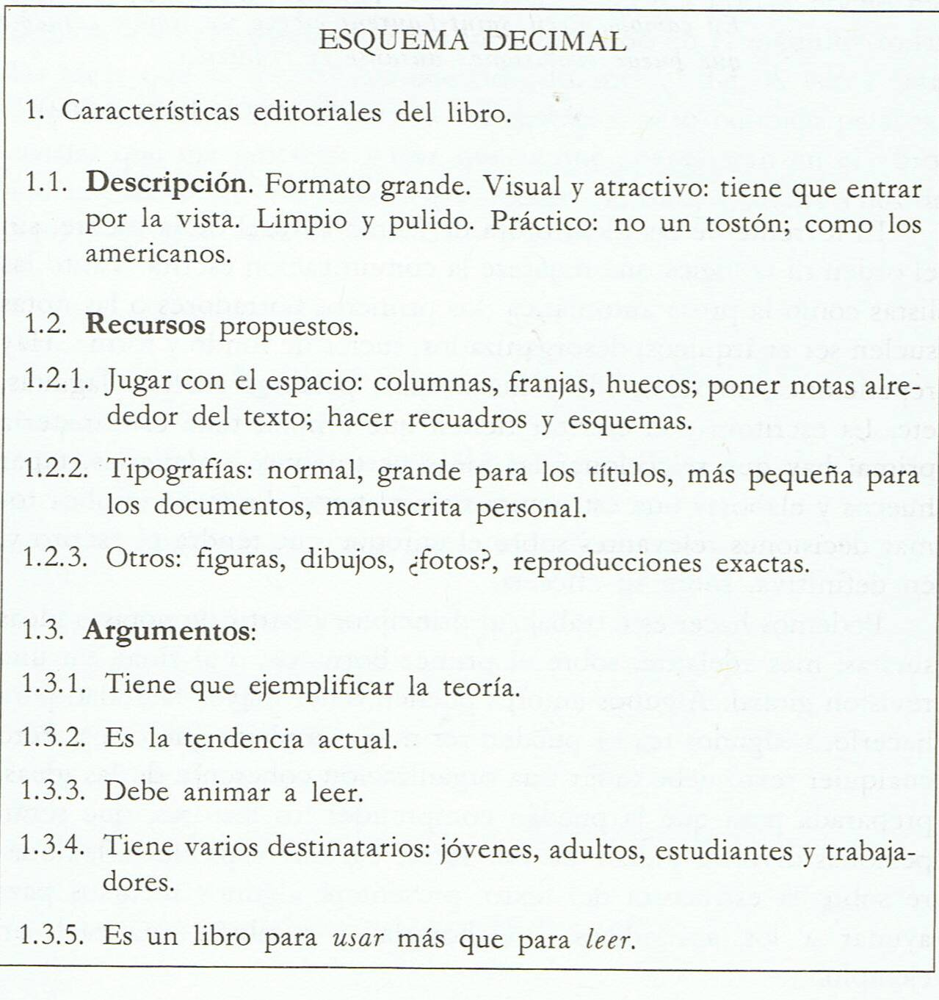 ESQUEMA DECIMAL
1. Características editoriales del libro.
1.1. Descripción. Formato grande. Visual y atractivo: tiene que entrar
por la vista. Limpio y pulido. Práctico: no un tostón; como los
americanos.
1.2. Recursos propuestos.
1.2.1. Jugar con el espacio: columnas, franjas, huecos; poner notas alre-
dedor del texto; hacer recuadros y esquemas.
1.2.2. Tipografías: normal, grande para los títulos, más pequeña para
los documentos, manuscrita personal.
1.2.3. Otros: figuras, dibujos, ¿fotos?, reproducciones exactas.
1.3. Argumentos:
1.3.1. Tiene que ejemplificar la teoría.
1.3.2. Es la tendencia actual.
1.3.3. Debe animar a leer.
1.3.4. Tiene varios destinatarios: jóvenes, adultos, estudiantes y trabaja-
dores.
1.3.5. Es un libro para usar más que para leer.